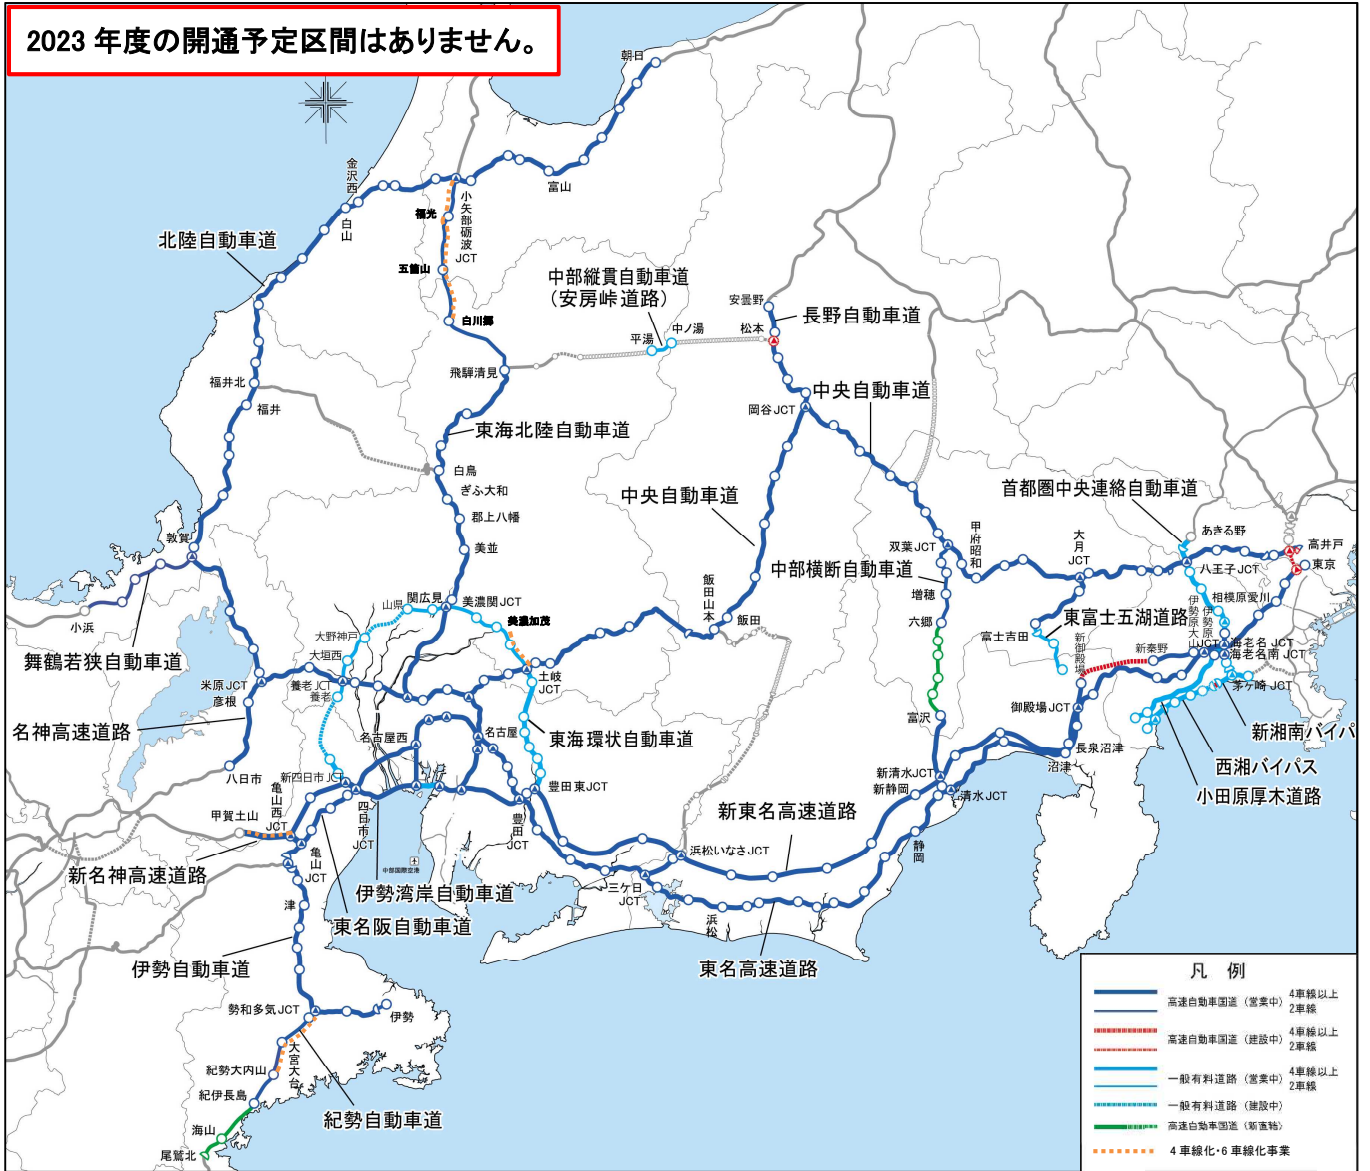 2023 年度の開通予定区間はありません。
朝日
金沢西
白山
富山
小矢部砺波JCT
福光
五箇山
白川郷
北陸自動車道
中部縦貫自動車道
（安房峠道路）
平湯
中ノ湯
安曇野
松本
長野自動車道
飛騨清見
福井北
福井
岡谷JCT
中央自動車道
東海北陸自動車道
白鳥
ぎふ大和
郡上八幡
美並
中央自動車道
首都圏中央連絡自動車道
あきる野
高井戸
東京
敦賀
双葉JCT
甲府昭和
大月JCT
八王子JCT
中部横断自動車道
増穂
相模原愛川
小浜
舞鶴若狭自動車道
山県
関広見
美濃関JCT
美濃加茂
飯田山本
飯田
六郷
東富士五湖道路
富士吉田
伊勢原大山
伊勢原JCT
海老名JCT
海老名南JCT
大野神戸
大垣西
養老JCT
養老
土岐JCT
新御殿場
新秦野
米原JCT
彦根
名神高速道路
富沢
御殿場JCT
茅ヶ崎JCT
新湘南バイパ
名古屋西
名古屋
東海環状自動車道
長泉沼津
沼津
西湘バイパス
小田原厚木道路
八日市
新四日市JCT
豊田東JCT
新清水JCT
新静岡
清水JCT
亀山西JCT
甲賀土山
四日市JCT
豊田JCT
新東名高速道路
静岡
新名神高速道路
亀山JCT
中部国際空港
浜松いなさJCT
三ケ日JCT
浜松
伊勢湾岸自動車道
東名阪自動車道
津
伊勢自動車道
東名高速道路
勢和多気JCT
伊勢
大宮大台
紀勢大内山
紀伊長島
紀勢自動車道
海山
尾鷲北
凡例
高速自動車国道（営業中） 4車線以上
2車線
高速自動車国道（建設中） 4車線以上
2車線
一般有料道路（営業中） 4車線以上
2車線
一般有料道路（建設中）
高速自動車国道（新直轄）
4車線化・6車線化事業